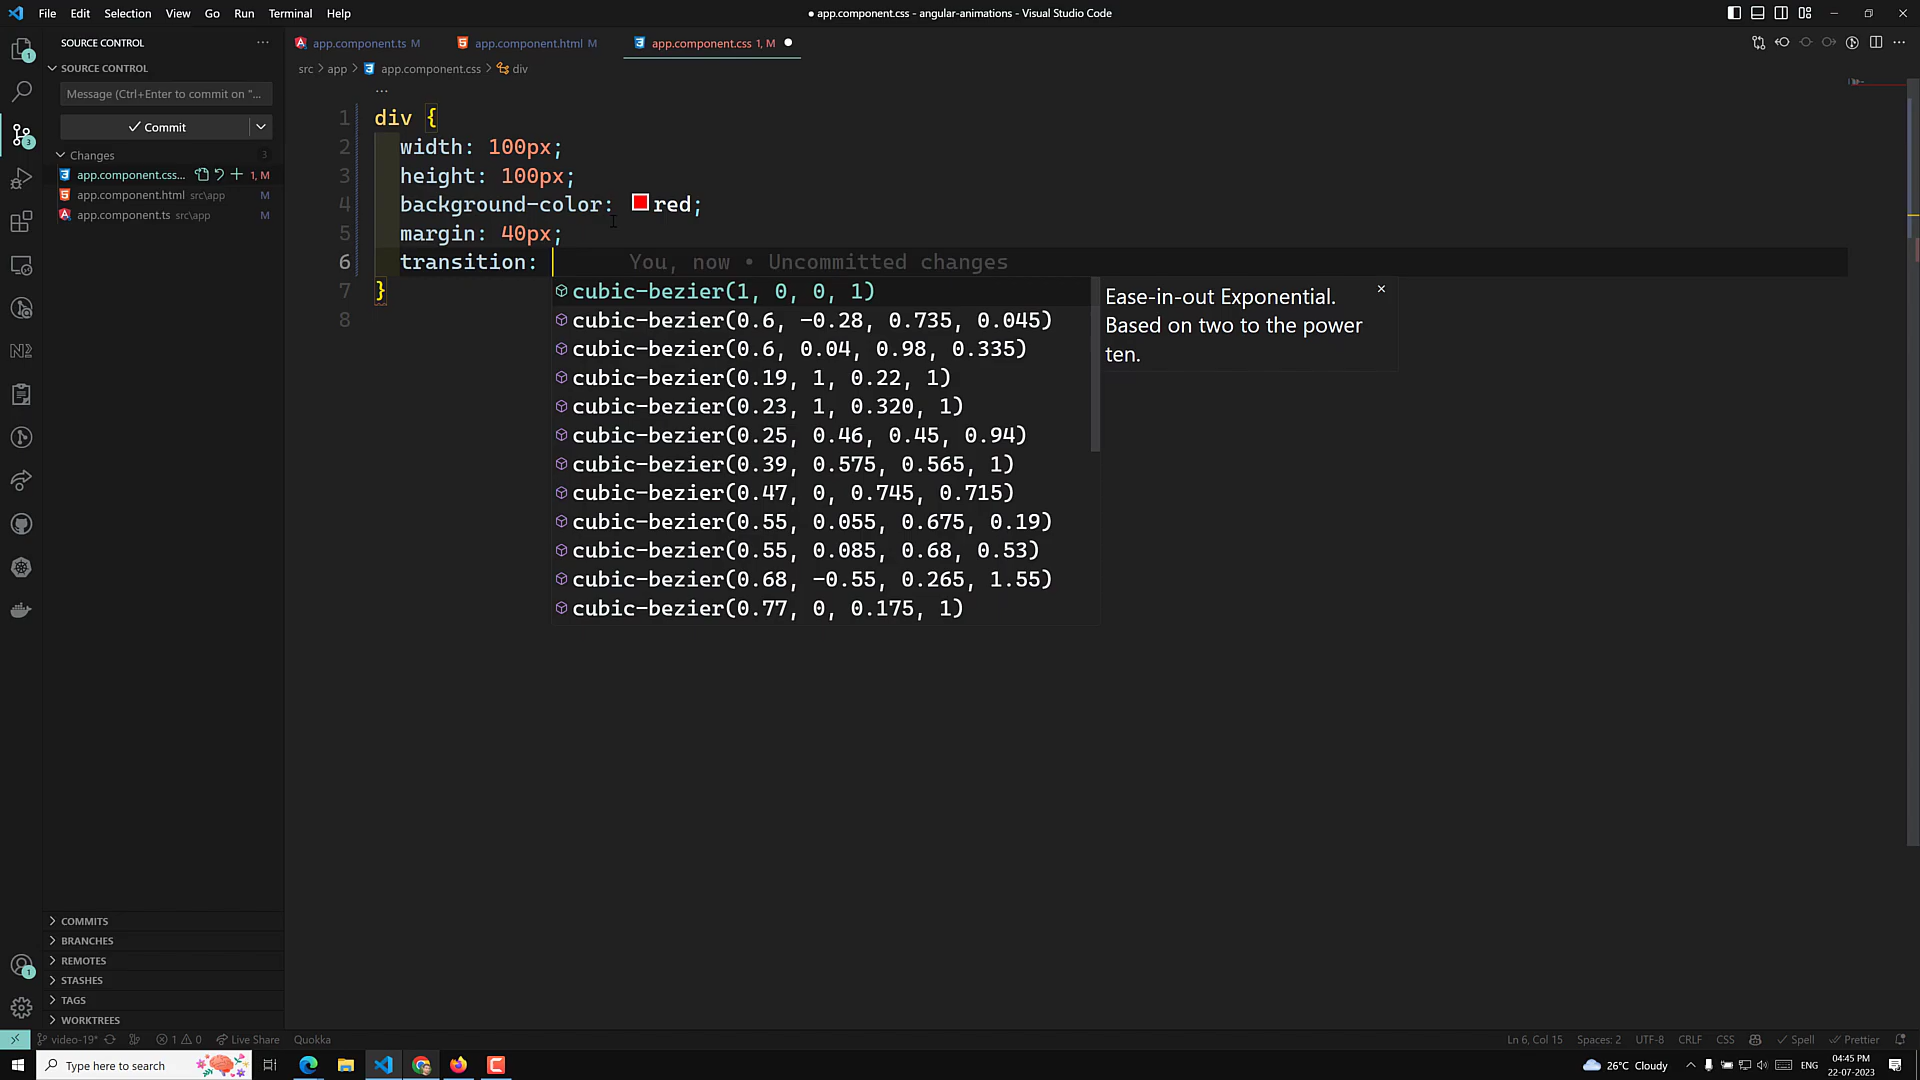 File Edit Selection View Go Run Terminal Help
● app.component.css - angular-animations - Visual Studio Code
SOURCE CONTROL
SOURCE CONTROL
Message (Ctrl+Enter to commit on "...
Commit
Changes 3
app.component.css... 1, M
app.component.html src\app M
app.component.ts src\app M
COMMITS
BRANCHES
REMOTES
STASHES
TAGS
WORKTREES
app.component.ts M app.component.html M app.component.css 1, M
src > app > app.component.css > div
...
1 div {
2 width: 100px;
3 height: 100px;
4 background-color: red;
5 margin: 40px;
6 transition: You, now • Uncommitted changes
7 }
8
cubic-bezier(1, 0, 0, 1)
cubic-bezier(0.6, -0.28, 0.735, 0.045)
cubic-bezier(0.6, 0.04, 0.98, 0.335)
cubic-bezier(0.19, 1, 0.22, 1)
cubic-bezier(0.23, 1, 0.320, 1)
cubic-bezier(0.25, 0.46, 0.45, 0.94)
cubic-bezier(0.39, 0.575, 0.565, 1)
cubic-bezier(0.47, 0, 0.745, 0.715)
cubic-bezier(0.55, 0.055, 0.675, 0.19)
cubic-bezier(0.55, 0.085, 0.68, 0.53)
cubic-bezier(0.68, -0.55, 0.265, 1.55)
cubic-bezier(0.77, 0, 0.175, 1)
Ease-in-out Exponential.
Based on two to the power
ten.
video-19* 1 0 Live Share Quokka
Ln 6, Col 15 Spaces: 2 UTF-8 CRLF CSS Spell Prettier
Type here to search
26°C Cloudy ENG
04:45 PM
22-07-2023